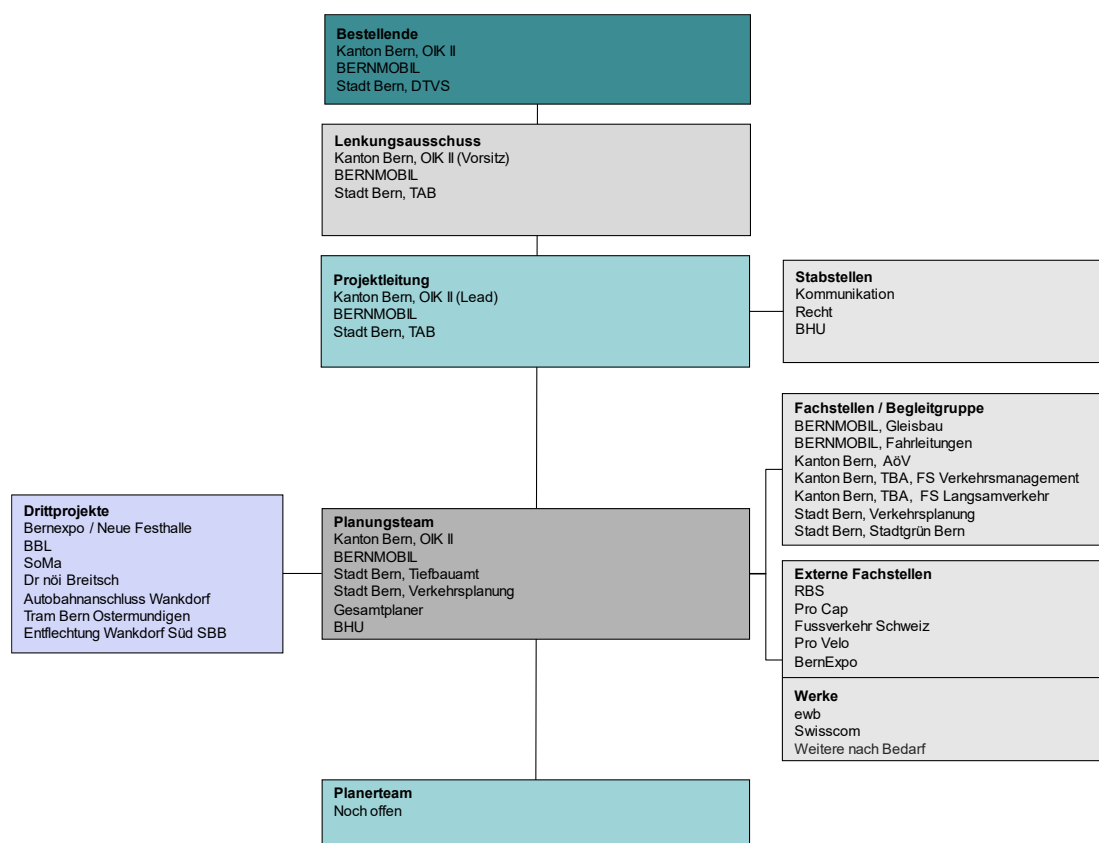 Bestellende
Kanton Bern, OIK II
BERNMOBIL
Stadt Bern, DTVS
Lenkungsausschuss
Kanton Bern, OIK II (Vorsitz)
BERNMOBIL
Stadt Bern, TAB
Projektleitung
Kanton Bern, OIK II (Lead)
BERNMOBIL
Stadt Bern, TAB
Stabstellen
Kommunikation
Recht
BHU
Fachstellen / Begleitgruppe
BERNMOBIL, Gleisbau
BERNMOBIL, Fahrleitungen
Kanton Bern, AöV
Kanton Bern, TBA, FS Verkehrsmanagement
Kanton Bern, TBA, FS Langsamverkehr
Stadt Bern, Verkehrsplanung
Stadt Bern, Stadtgrün Bern
Drittprojekte
Bernexpo / Neue Festhalle
BBL
SoMa
Dr nöi Breitsch
Autobahnanschluss Wankdorf
Tram Bern Ostermundigen
Entflechtung Wankdorf Süd SBB
Planungsteam
Kanton Bern, OIK II
BERNMOBIL
Stadt Bern, Tiefbauamt
Stadt Bern, Verkehrsplanung
Gesamtplaner
BHU
Externe Fachstellen
RBS
Pro Cap
Fussverkehr Schweiz
Pro Velo
BernExpo
Werke
ewb
Swisscom
Weitere nach Bedarf
Planerteam
Noch offen